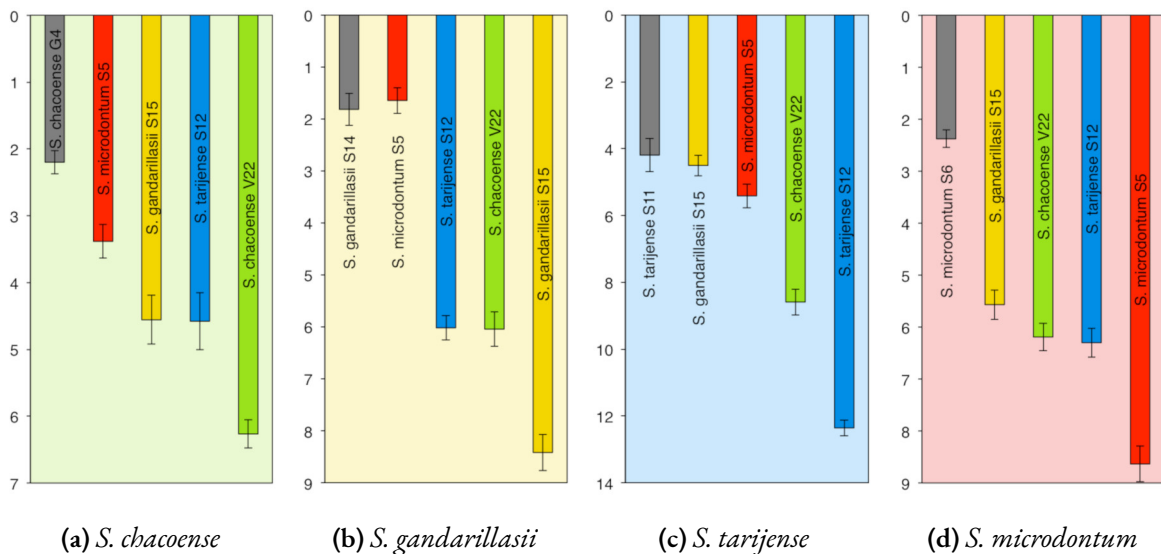 0
1
2
3
4
5
6
7
S. chacoense G4
S. microdontum S5
S. gandarillasii S15
S. tarijense S12
S. chacoense V22
(a) S. chacoense
0
1
2
3
4
5
6
7
8
9
S. gandarillasii S14
S. microdontum S5
S. tarijense S12
S. chacoense V22
S. gandarillasii S15
(b) S. gandarillasii
0
2
4
6
8
10
12
14
S. tarijense S11
S. gandarillasii S15
S. microdontum S5
S. chacoense V22
S. tarijense S12
(c) S. tarijense
0
1
2
3
4
5
6
7
8
9
S. microdontum S6
S. gandarillasii S15
S. chacoense V22
S. tarijense S12
S. microdontum S5
(d) S. microdontum